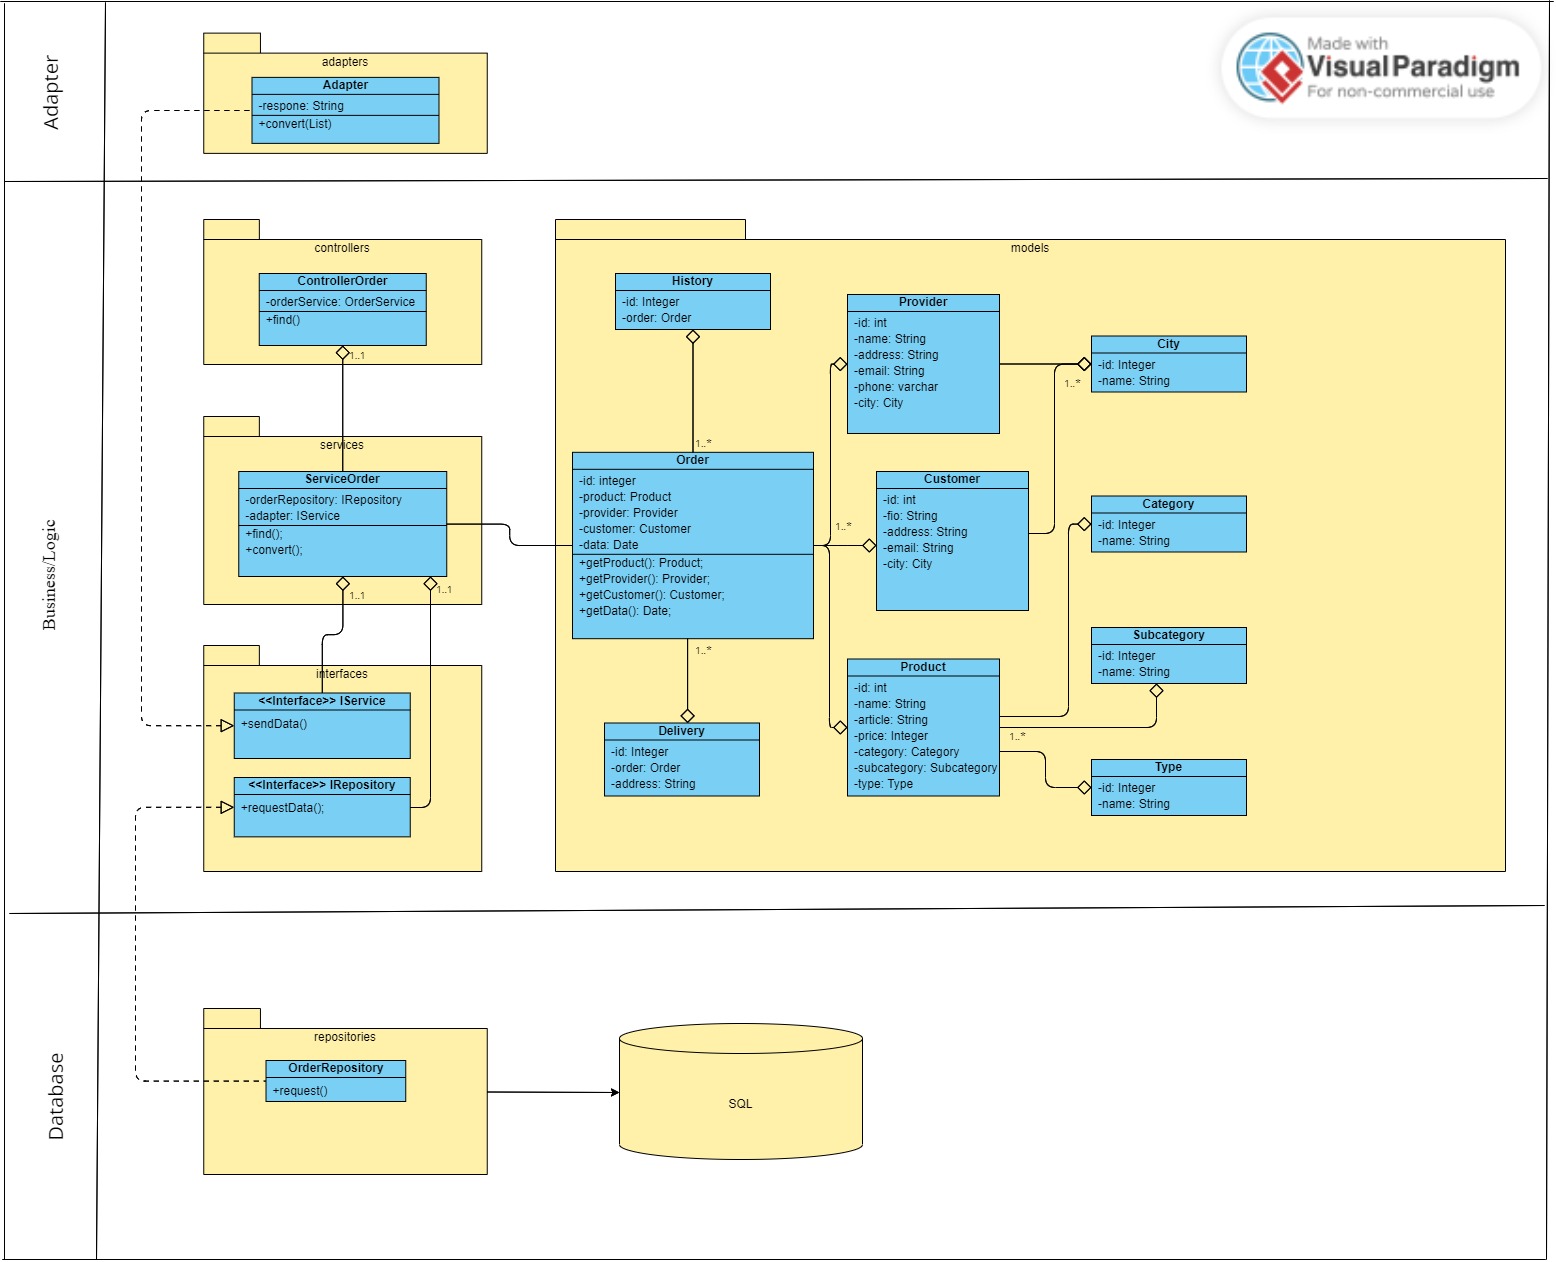 Adapter
adapters
Adapter
-respone: String
+convert(List)
Made with
Visual Paradigm
For non-commercial use
Business/Logic
controllers
ControllerOrder
-orderService: OrderService
+find()
1..1
services
ServiceOrder
-orderRepository: IRepository
-adapter: IService
+find();
+convert();
1..1
1..1
interfaces
<<Interface>> IService
+sendData()
<<Interface>> IRepository
+requestData();
models
History
-id: Integer
-order: Order
1..*
Order
-id: integer
-product: Product
-provider: Provider
-customer: Customer
-data: Date
+getProduct(): Product;
+getProvider(): Provider;
+getCustomer(): Customer;
+getData(): Date;
1..*
1..*
Delivery
-id: Integer
-order: Order
-address: String
Provider
-id: int
-name: String
-address: String
-email: String
-phone: varchar
-city: City
Customer
-id: int
-fio: String
-address: String
-email: String
-city: City
Product
-id: int
-name: String
-article: String
-price: Integer
-category: Category
-subcategory: Subcategory
-type: Type
1..*
1..*
City
-id: Integer
-name: String
Category
-id: Integer
-name: String
Subcategory
-id: Integer
-name: String
Type
-id: Integer
-name: String
Database
repositories
OrderRepository
+request()
SQL